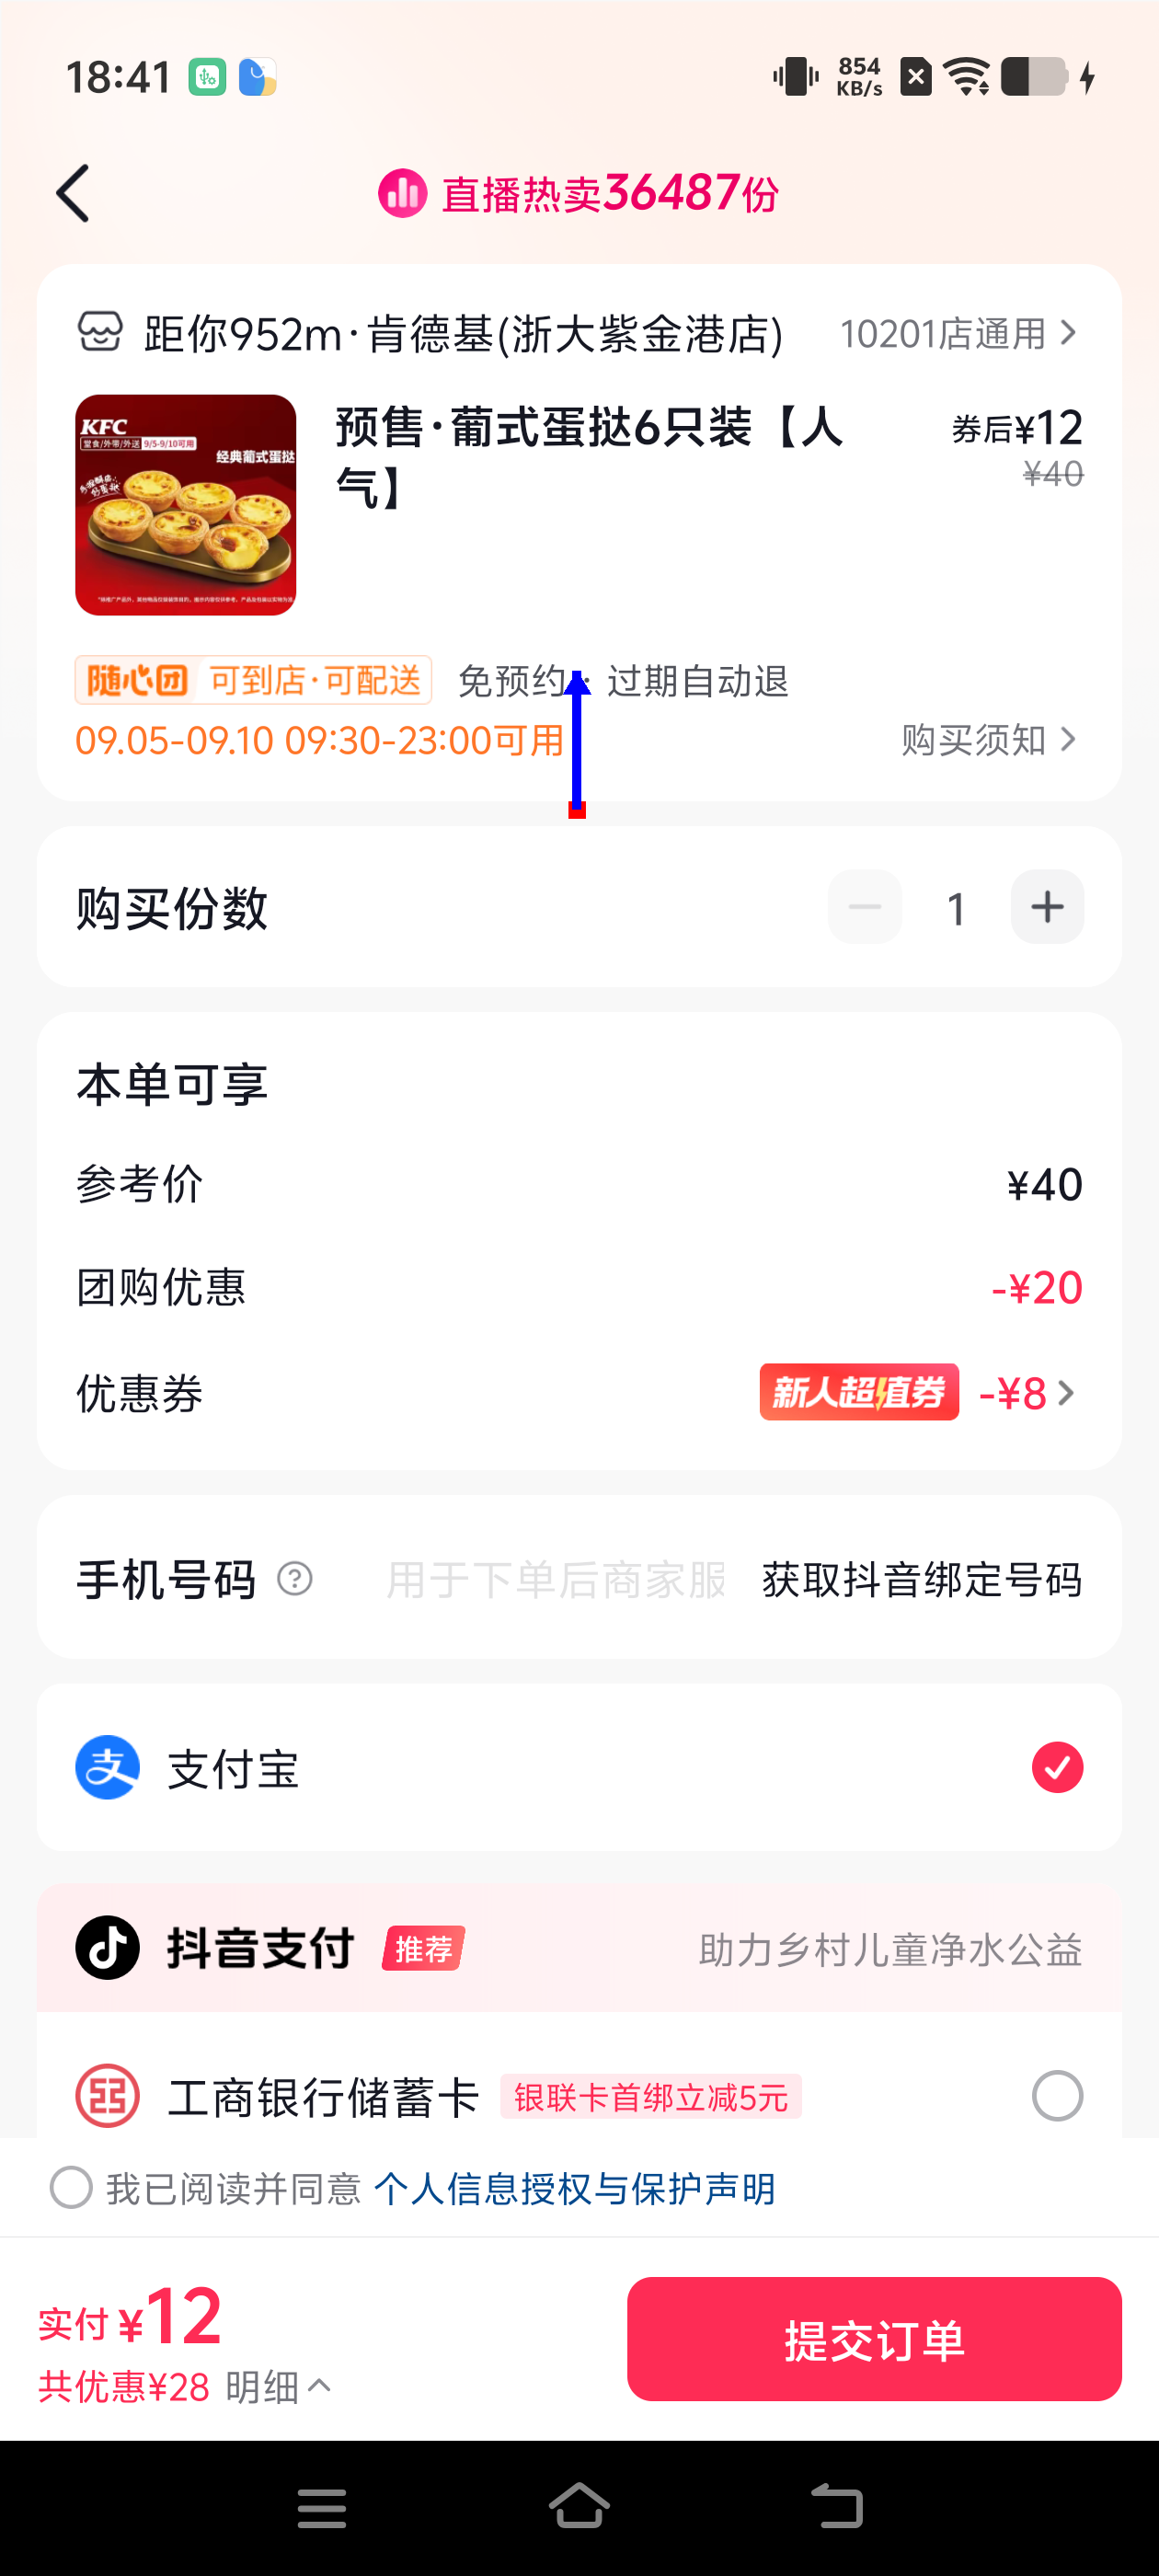 18:41
854
KB/s
直播热卖36487份
距你952m·肯德基(浙大紫金港店)
10201店通用
KFC
堂食/外带/外送 9/5-9/10可用
经典葡式蛋挞
预售·葡式蛋挞6只装【人
气】
券后¥12
¥40
随心团 可到店·可配送 免预约· 过期自动退
09.05-09.10 09:30-23:00可用
购买须知
购买份数
1
本单可享
参考价
¥40
团购优惠
-¥20
优惠券
新人超值券 -¥8
手机号码
用于下单后商家服
获取抖音绑定号码
支付宝
抖音支付 推荐
助力乡村儿童净水公益
工商银行储蓄卡 银联卡首绑立减5元
我已阅读并同意 个人信息授权与保护声明
实付 ¥12
共优惠¥28 明细
提交订单